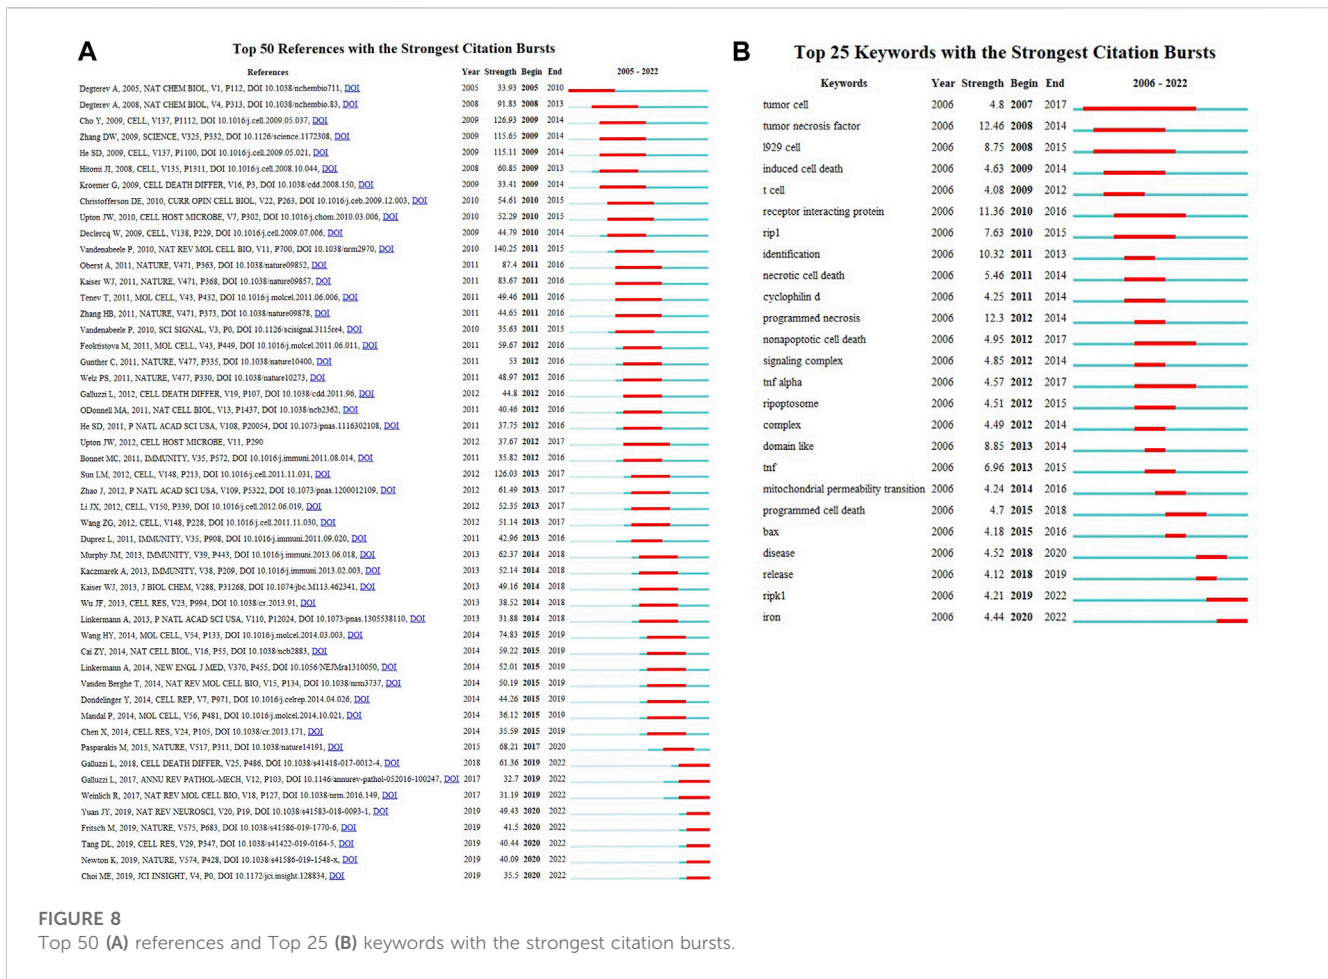 A
Top 50 References with the Strongest Citation Bursts
References Year Strength Begin End 2005 - 2022
Degterev A, 2005, NAT CHEM BIOL, V1, P112, DOI 10.1038/nchembio711, DOI 2005 33.93 2005 2010
Degterev A, 2008, NAT CHEM BIOL, V4, P313, DOI 10.1038/nchembio.83, DOI 2008 91.83 2008 2013
Cho Y, 2009, CELL, V137, P1112, DOI 10.1016/j.cell.2009.05.037, DOI 2009 126.93 2009 2014
Zhang DW, 2009, SCIENCE, V325, P332, DOI 10.1126/science.1172308, DOI 2009 115.65 2009 2014
He SD, 2009, CELL, V137, P1100, DOI 10.1016/j.cell.2009.05.021, DOI 2009 115.11 2009 2014
Hitomi JI, 2008, CELL, V135, P1311, DOI 10.1016/j.cell.2008.10.044, DOI 2008 60.85 2009 2013
Kroemer G, 2009, CELL DEATH DIFFER, V16, P3, DOI 10.1038/cdd.2008.150, DOI 2009 33.41 2009 2014
Christofferson DE, 2010, CURR OPIN CELL BIOL, V22, P263, DOI 10.1016/j.ceb.2009.12.003, DOI 2010 54.61 2010 2015
Upton JW, 2010, CELL HOST MICROBE, V7, P302, DOI 10.1016/j.chom.2010.03.006, DOI 2010 52.29 2010 2015
Declercq W, 2009, CELL, V138, P229, DOI 10.1016/j.cell.2009.07.006, DOI 2009 44.79 2010 2014
Vandenabeele P, 2010, NAT REV MOL CELL BIO, V11, P700, DOI 10.1038/nrm2970, DOI 2010 140.25 2011 2015
Oberst A, 2011, NATURE, V471, P363, DOI 10.1038/nature09852, DOI 2011 87.4 2011 2016
Kaiser WJ, 2011, NATURE, V471, P368, DOI 10.1038/nature09857, DOI 2011 83.67 2011 2016
Tenev T, 2011, MOL CELL, V43, P432, DOI 10.1016/j.molcel.2011.06.006, DOI 2011 49.46 2011 2016
Zhang HB, 2011, NATURE, V471, P373, DOI 10.1038/nature09878, DOI 2011 44.65 2011 2016
Vandenabeele P, 2010, SCI SIGNAL, V3, P0, DOI 10.1126/scisignal.3115re4, DOI 2010 35.63 2011 2015
Feoktistova M, 2011, MOL CELL, V43, P449, DOI 10.1016/j.molcel.2011.06.011, DOI 2011 59.67 2012 2016
Gunther C, 2011, NATURE, V477, P335, DOI 10.1038/nature10400, DOI 2011 53 2012 2016
Welz PS, 2011, NATURE, V477, P330, DOI 10.1038/nature10273, DOI 2011 48.97 2012 2016
Galluzzi L, 2012, CELL DEATH DIFFER, V19, P107, DOI 10.1038/cdd.2011.96, DOI 2012 44.8 2012 2016
ODonnell MA, 2011, NAT CELL BIOL, V13, P1437, DOI 10.1038/ncb2362, DOI 2011 40.46 2012 2016
He SD, 2011, P NATL ACAD SCI USA, V108, P20054, DOI 10.1073/pnas.1116302108, DOI 2011 37.75 2012 2016
Upton JW, 2012, CELL HOST MICROBE, V11, P290 2012 37.67 2012 2017
Bonnet MC, 2011, IMMUNITY, V35, P572, DOI 10.1016/j.immuni.2011.08.014, DOI 2011 35.82 2012 2016
Sun LM, 2012, CELL, V148, P213, DOI 10.1016/j.cell.2011.11.031, DOI 2012 126.03 2013 2017
Zhao J, 2012, P NATL ACAD SCI USA, V109, P5322, DOI 10.1073/pnas.1200012109, DOI 2012 61.49 2013 2017
Li JX, 2012, CELL, V150, P339, DOI 10.1016/j.cell.2012.06.019, DOI 2012 52.35 2013 2017
Wang ZG, 2012, CELL, V148, P228, DOI 10.1016/j.cell.2011.11.030, DOI 2012 51.14 2013 2017
Duprez L, 2011, IMMUNITY, V35, P908, DOI 10.1016/j.immuni.2011.09.020, DOI 2011 42.96 2013 2016
Murphy JM, 2013, IMMUNITY, V39, P443, DOI 10.1016/j.immuni.2013.06.018, DOI 2013 62.37 2014 2018
Kaczmarek A, 2013, IMMUNITY, V38, P209, DOI 10.1016/j.immuni.2013.02.003, DOI 2013 52.14 2014 2018
Kaiser WJ, 2013, J BIOL CHEM, V288, P31268, DOI 10.1074/jbc.M113.462341, DOI 2013 49.16 2014 2018
Wu JF, 2013, CELL RES, V23, P994, DOI 10.1038/cr.2013.91, DOI 2013 38.52 2014 2018
Linkermann A, 2013, P NATL ACAD SCI USA, V110, P12024, DOI 10.1073/pnas.1305538110, DOI 2013 31.88 2014 2018
Wang HY, 2014, MOL CELL, V54, P133, DOI 10.1016/j.molcel.2014.03.003, DOI 2014 74.83 2015 2019
Cai ZY, 2014, NAT CELL BIOL, V16, P55, DOI 10.1038/ncb2883, DOI 2014 59.22 2015 2019
Linkermann A, 2014, NEW ENGL J MED, V370, P455, DOI 10.1056/NEJMra1310050, DOI 2014 52.01 2015 2019
Vanden Berghe T, 2014, NAT REV MOL CELL BIO, V15, P134, DOI 10.1038/nrm3737, DOI 2014 50.19 2015 2019
Dondelinger Y, 2014, CELL REP, V7, P971, DOI 10.1016/j.celrep.2014.04.026, DOI 2014 44.26 2015 2019
Mandal P, 2014, MOL CELL, V56, P481, DOI 10.1016/j.molcel.2014.10.021, DOI 2014 36.12 2015 2019
Chen X, 2014, CELL RES, V24, P105, DOI 10.1038/cr.2013.171, DOI 2014 35.59 2015 2019
Pasparakis M, 2015, NATURE, V517, P311, DOI 10.1038/nature14191, DOI 2015 68.21 2017 2020
Galluzzi L, 2018, CELL DEATH DIFFER, V25, P486, DOI 10.1038/s41418-017-0012-4, DOI 2018 61.36 2019 2022
Galluzzi L, 2017, ANNU REV PATHOL-MECH, V12, P103, DOI 10.1146/annurev-pathol-052016-100247, DOI 2017 32.7 2019 2022
Weinlich R, 2017, NAT REV MOL CELL BIO, V18, P127, DOI 10.1038/nrm.2016.149, DOI 2017 31.19 2019 2022
Yuan JY, 2019, NAT REV NEUROSCI, V20, P19, DOI 10.1038/s41583-018-0093-1, DOI 2019 49.43 2020 2022
Fritsch M, 2019, NATURE, V575, P683, DOI 10.1038/s41586-019-1770-6, DOI 2019 41.5 2020 2022
Tang DL, 2019, CELL RES, V29, P347, DOI 10.1038/s41422-019-0164-5, DOI 2019 40.44 2020 2022
Newton K, 2019, NATURE, V574, P428, DOI 10.1038/s41586-019-1548-x, DOI 2019 40.09 2020 2022
Choi ME, 2019, JCI INSIGHT, V4, P0, DOI 10.1172/jci.insight.128834, DOI 2019 35.5 2020 2022
B
Top 25 Keywords with the Strongest Citation Bursts
Keywords Year Strength Begin End 2006 - 2022
tumor cell 2006 4.8 2007 2017
tumor necrosis factor 2006 12.46 2008 2014
l929 cell 2006 8.75 2008 2015
induced cell death 2006 4.63 2009 2014
t cell 2006 4.08 2009 2012
receptor interacting protein 2006 11.36 2010 2016
rip1 2006 7.63 2010 2015
identification 2006 10.32 2011 2013
necrotic cell death 2006 5.46 2011 2014
cyclophilin d 2006 4.25 2011 2014
programmed necrosis 2006 12.3 2012 2014
nonapoptotic cell death 2006 4.95 2012 2017
signaling complex 2006 4.85 2012 2014
tnf alpha 2006 4.57 2012 2017
ripoptosome 2006 4.51 2012 2015
complex 2006 4.49 2012 2014
domain like 2006 8.85 2013 2014
tnf 2006 6.96 2013 2015
mitochondrial permeability transition 2006 4.24 2014 2016
programmed cell death 2006 4.7 2015 2018
bax 2006 4.18 2015 2016
disease 2006 4.52 2018 2020
release 2006 4.12 2018 2019
ripk1 2006 4.21 2019 2022
iron 2006 4.44 2020 2022
FIGURE 8
Top 50 (A) references and Top 25 (B) keywords with the strongest citation bursts.